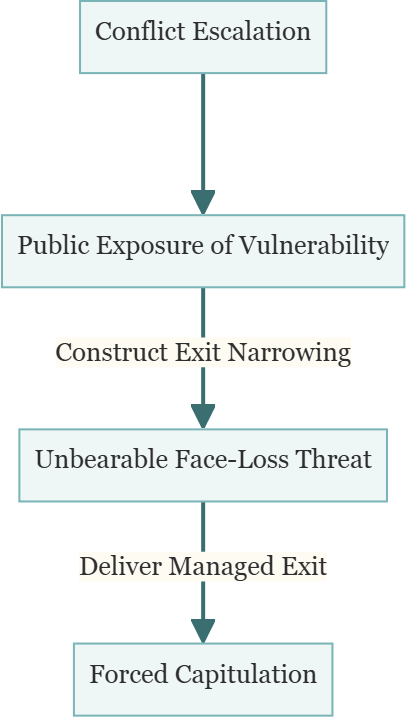 Conflict Escalation
Public Exposure of Vulnerability
Construct Exit Narrowing
Unbearable Face-Loss Threat
Deliver Managed Exit
Forced Capitulation